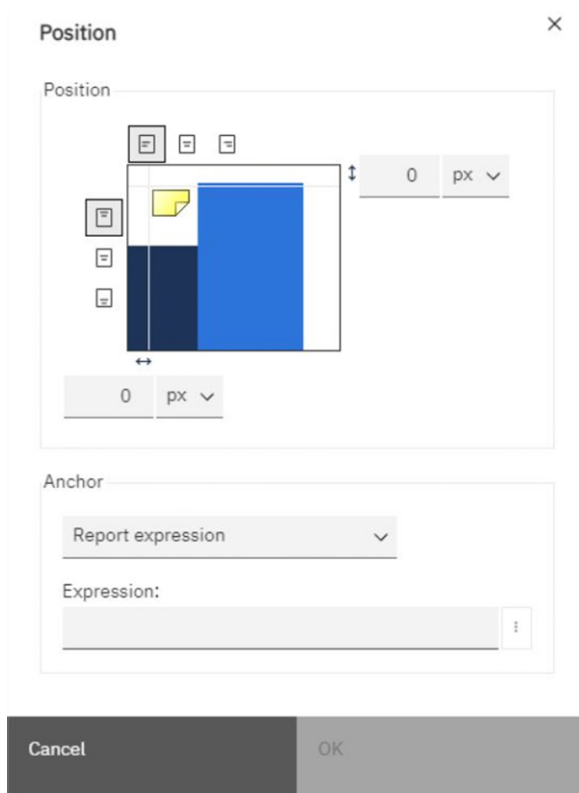 Position
Position
0 px
0 px
Anchor
Report expression
Expression:
Cancel OK